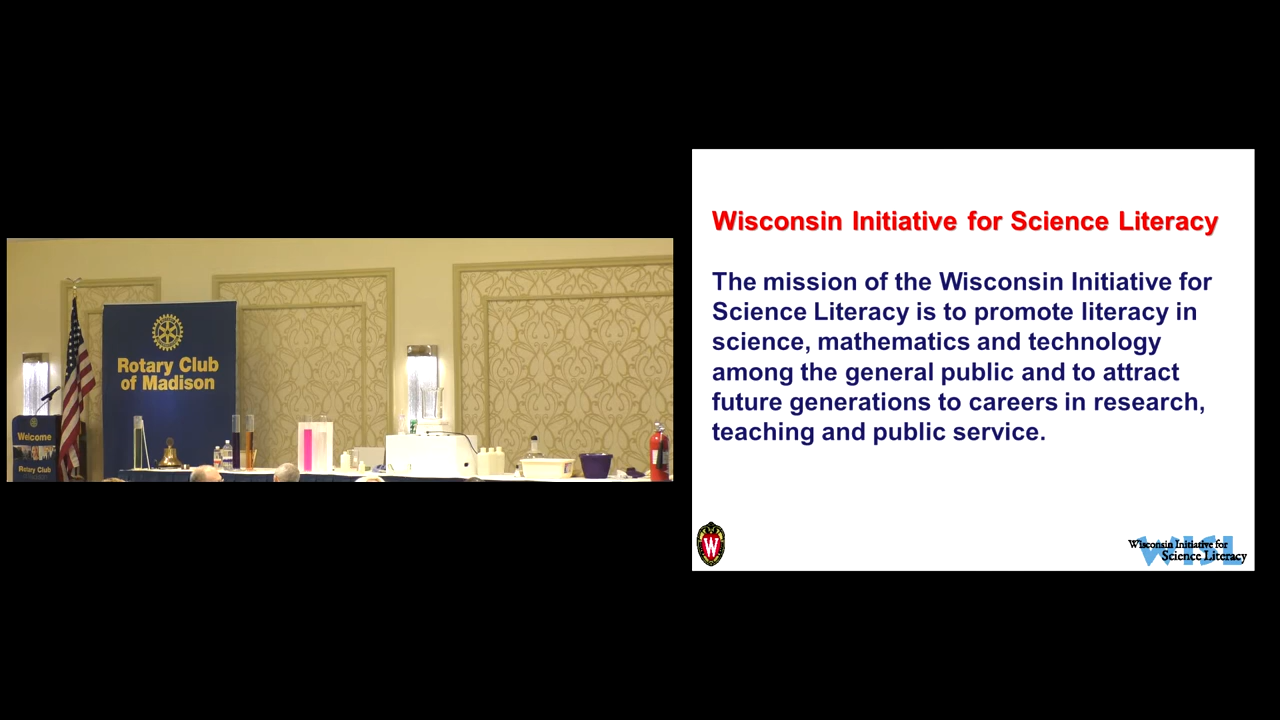 Rotary Club
of Madison
Welcome
Rotary Club
Wisconsin Initiative for Science Literacy
The mission of the Wisconsin Initiative for
Science Literacy is to promote literacy in
science, mathematics and technology
among the general public and to attract
future generations to careers in research,
teaching and public service.
W
WISL
Wisconsin Initiative for
Science Literacy